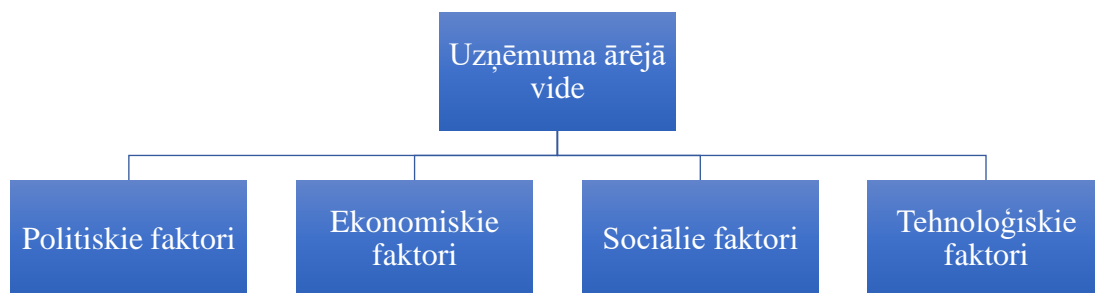 Uzņēmuma ārējā
vide
Politiskie faktori
Ekonomiskie
faktori
Sociālie faktori
Tehnoloģiskie
faktori